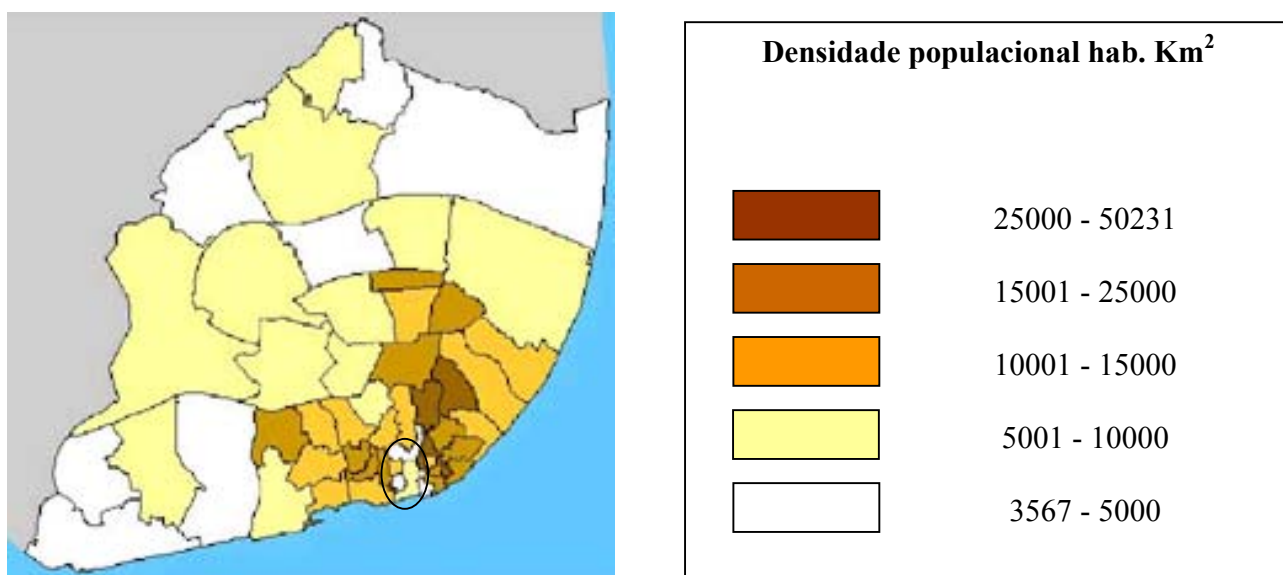 Densidade populacional hab. Km²
25000 - 50231
15001 - 25000
10001 - 15000
5001 - 10000
3567 - 5000